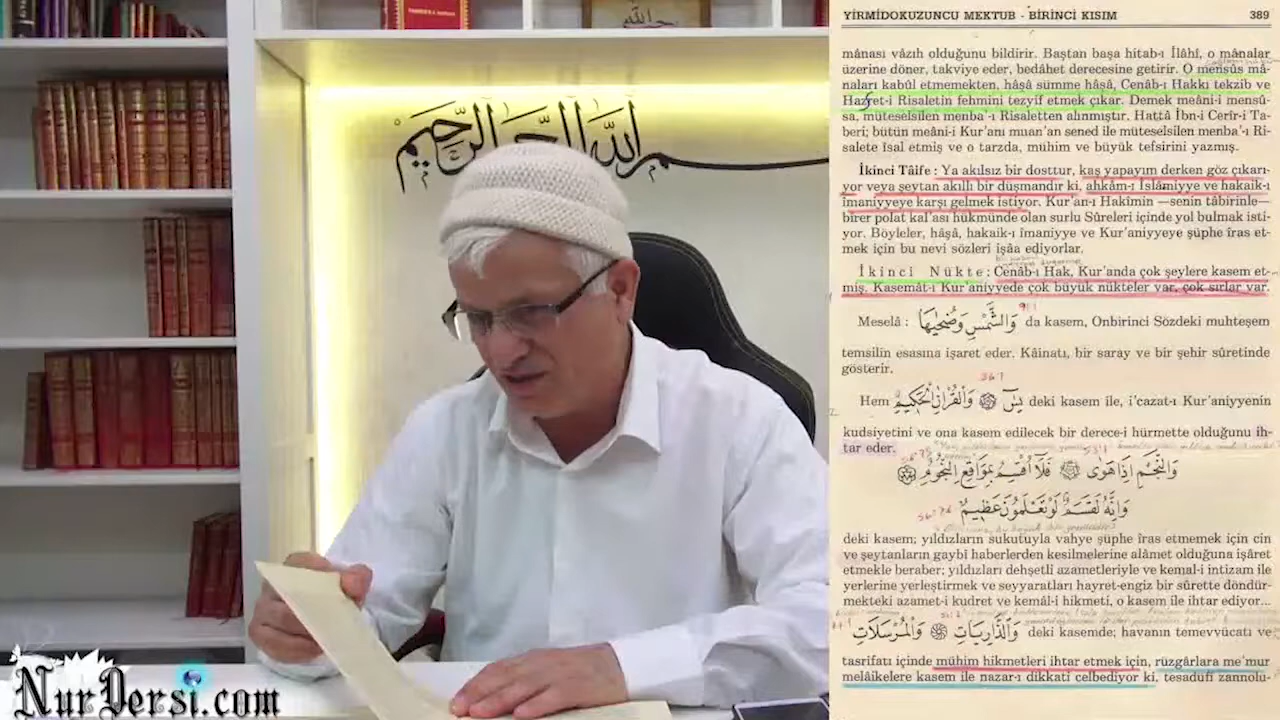 بسم الله الرحمن الرحيم
NurDersi.com
YİRMİDOKUZUNCU MEKTUB - BİRİNCİ KISIM 389
mânası vâzıh olduğunu bildirir. Baştan başa hitab-ı İlâhî, o mânalar
üzerine döner, takviye eder, bedâhet derecesine getirir. O mensûs mâ-
naları kabûl etmemekten, hâşâ sümme hâşâ, Cenâb-ı Hakkı tekzib ve
Hazret-i Risaletin fehmini tezyif etmek çıkar. Demek meâni-i mensû-
sa, müteselsilen menba'-ı Risaletten alınmıştır. Hattâ İbn-i Cerîr-i Ta-
berî; bütün meâni-i Kur'anı muan'an sened ile müteselsilen menba'-ı Ri-
salete îsal etmiş ve o tarzda, mühim ve büyük tefsirini yazmış.
İkinci Tâife : Ya akılsız bir dosttur, kaş yapayım derken göz çıkarı-
yor veya şeytan akıllı bir düşmandır ki, ahkâm-ı İslâmiyye ve hakaik-ı
îmaniyyeye karşı gelmek istiyor. Kur'an-ı Hakîmin —senin tâbirinle—
birer polat kal'ası hükmünde olan surlu Sûreleri içinde yol bulmak isti-
yor. Böyleler, hâşâ, hakaik-ı îmaniyye ve Kur'aniyyeye şüphe îras et-
mek için bu nevi sözleri işâa ediyorlar.
İkinci Nükte : Cenâb-ı Hak, Kur'anda çok şeylere kasem et-
miş. Kasemât-ı Kur'aniyyede çok büyük nükteler var, çok sırlar var.
Meselâ : وَالشَّمْسِ وَضُحٰيهَا da kasem, Onbirinci Sözdeki muhteşem
temsilin esasına işaret eder. Kâinatı, bir saray ve bir şehir sûretinde
gösterir.
Hem يٰسٓ وَالْقُرْاٰنِ الْحَكِيمِ deki kasem ile, i'cazat-ı Kur'aniyyenin
kudsiyetini ve ona kasem edilecek bir derece-i hürmette olduğunu ih-
tar eder.
وَالنَّجْمِ اِذَا هَوٰى فَلَا اُقْسِمُ بِمَوَاقِعِ النُّجُومِ
وَاِنَّهُ لَقَسَمٌ لَوْ تَعْلَمُونَ عَظِيمٌ
deki kasem; yıldızların sukutuyla vahye şüphe îras etmemek için cin
ve şeytanların gaybî haberlerden kesilmelerine alâmet olduğuna işâret
etmekle beraber; yıldızları dehşetli azametleriyle ve kemal-i intizam ile
yerlerine yerleştirmek ve seyyaratları hayret-engiz bir sûrette döndür-
mekteki azamet-i kudret ve kemâl-i hikmeti, o kasem ile ihtar ediyor...
وَالذَّارِيَاتِ وَالْمُرْسَلَاتِ deki kasemde; havanın temevvücatı ve
tasrifatı içinde mühim hikmetleri ihtar etmek için, rüzgârlara me'mur
melâikelere kasem ile nazar-ı dikkati celbediyor ki, tesadüfi zannolu-